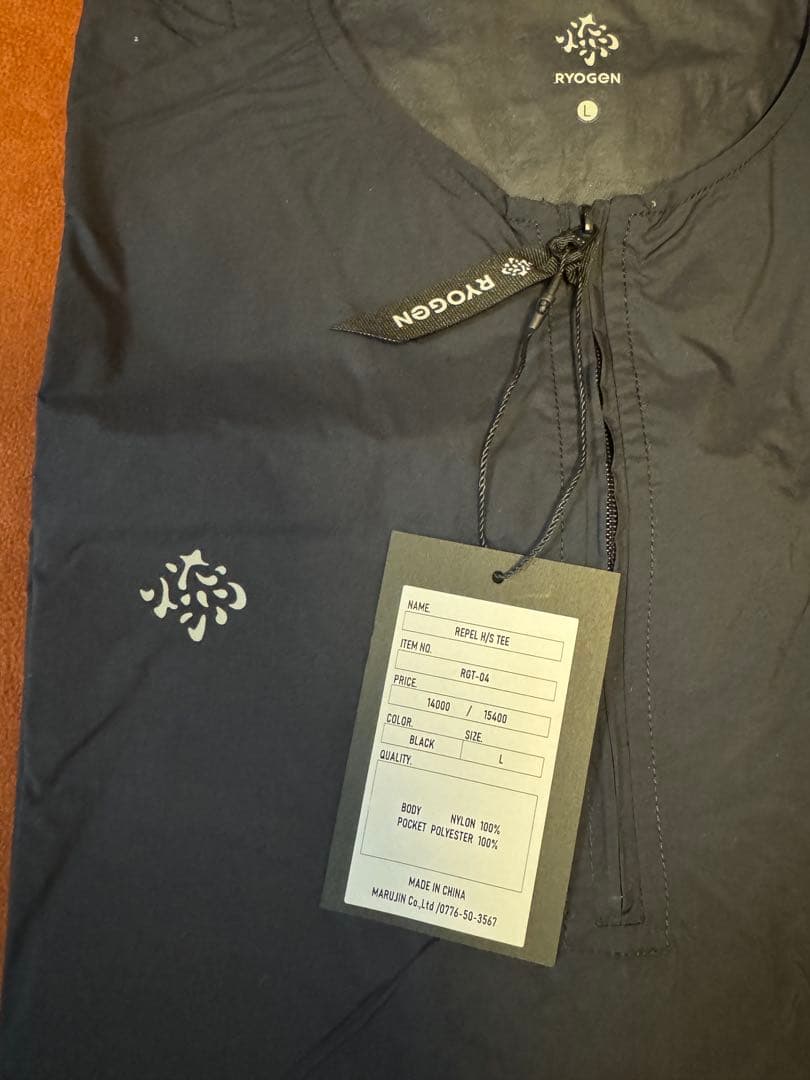 RYOGEN
L
RYOGEN
NAME.
REPEL H/S TEE
ITEM NO.
RGT-04
PRICE.
14000 / 15400
COLOR. SIZE.
BLACK L
QUALITY.
BODY NYLON 100%
POCKET POLYESTER 100%
MADE IN CHINA
MARUJIN Co.,Ltd /0776-50-3567